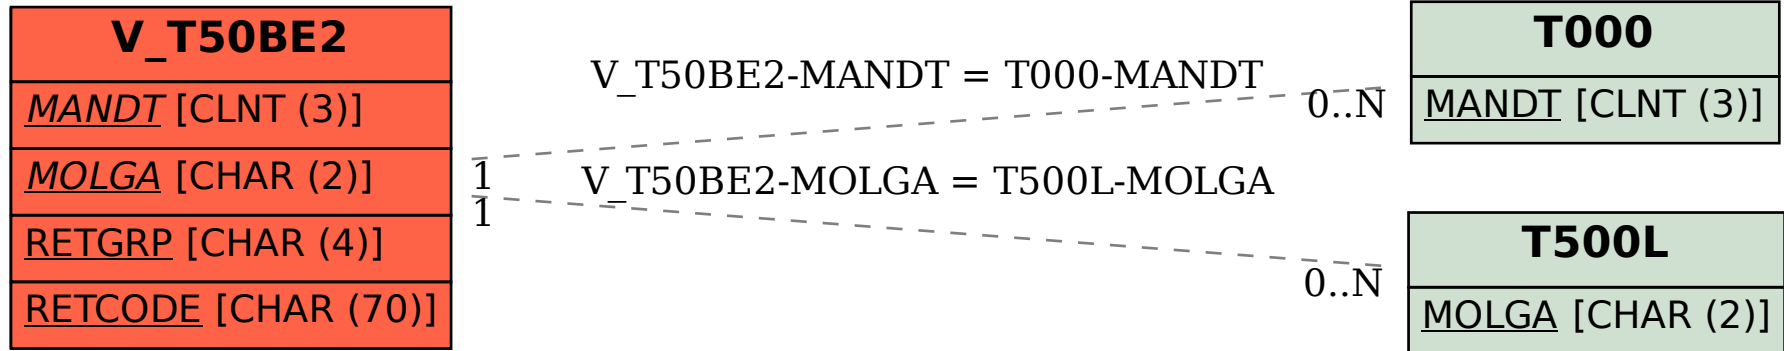 V_T50BE2
MANDT [CLNT (3)]
MOLGA [CHAR (2)]
RETGRP [CHAR (4)]
RETCODE [CHAR (70)]
V_T50BE2-MANDT = T000-MANDT
0..N
1
V_T50BE2-MOLGA = T500L-MOLGA
1
0..N
T000
MANDT [CLNT (3)]
T500L
MOLGA [CHAR (2)]